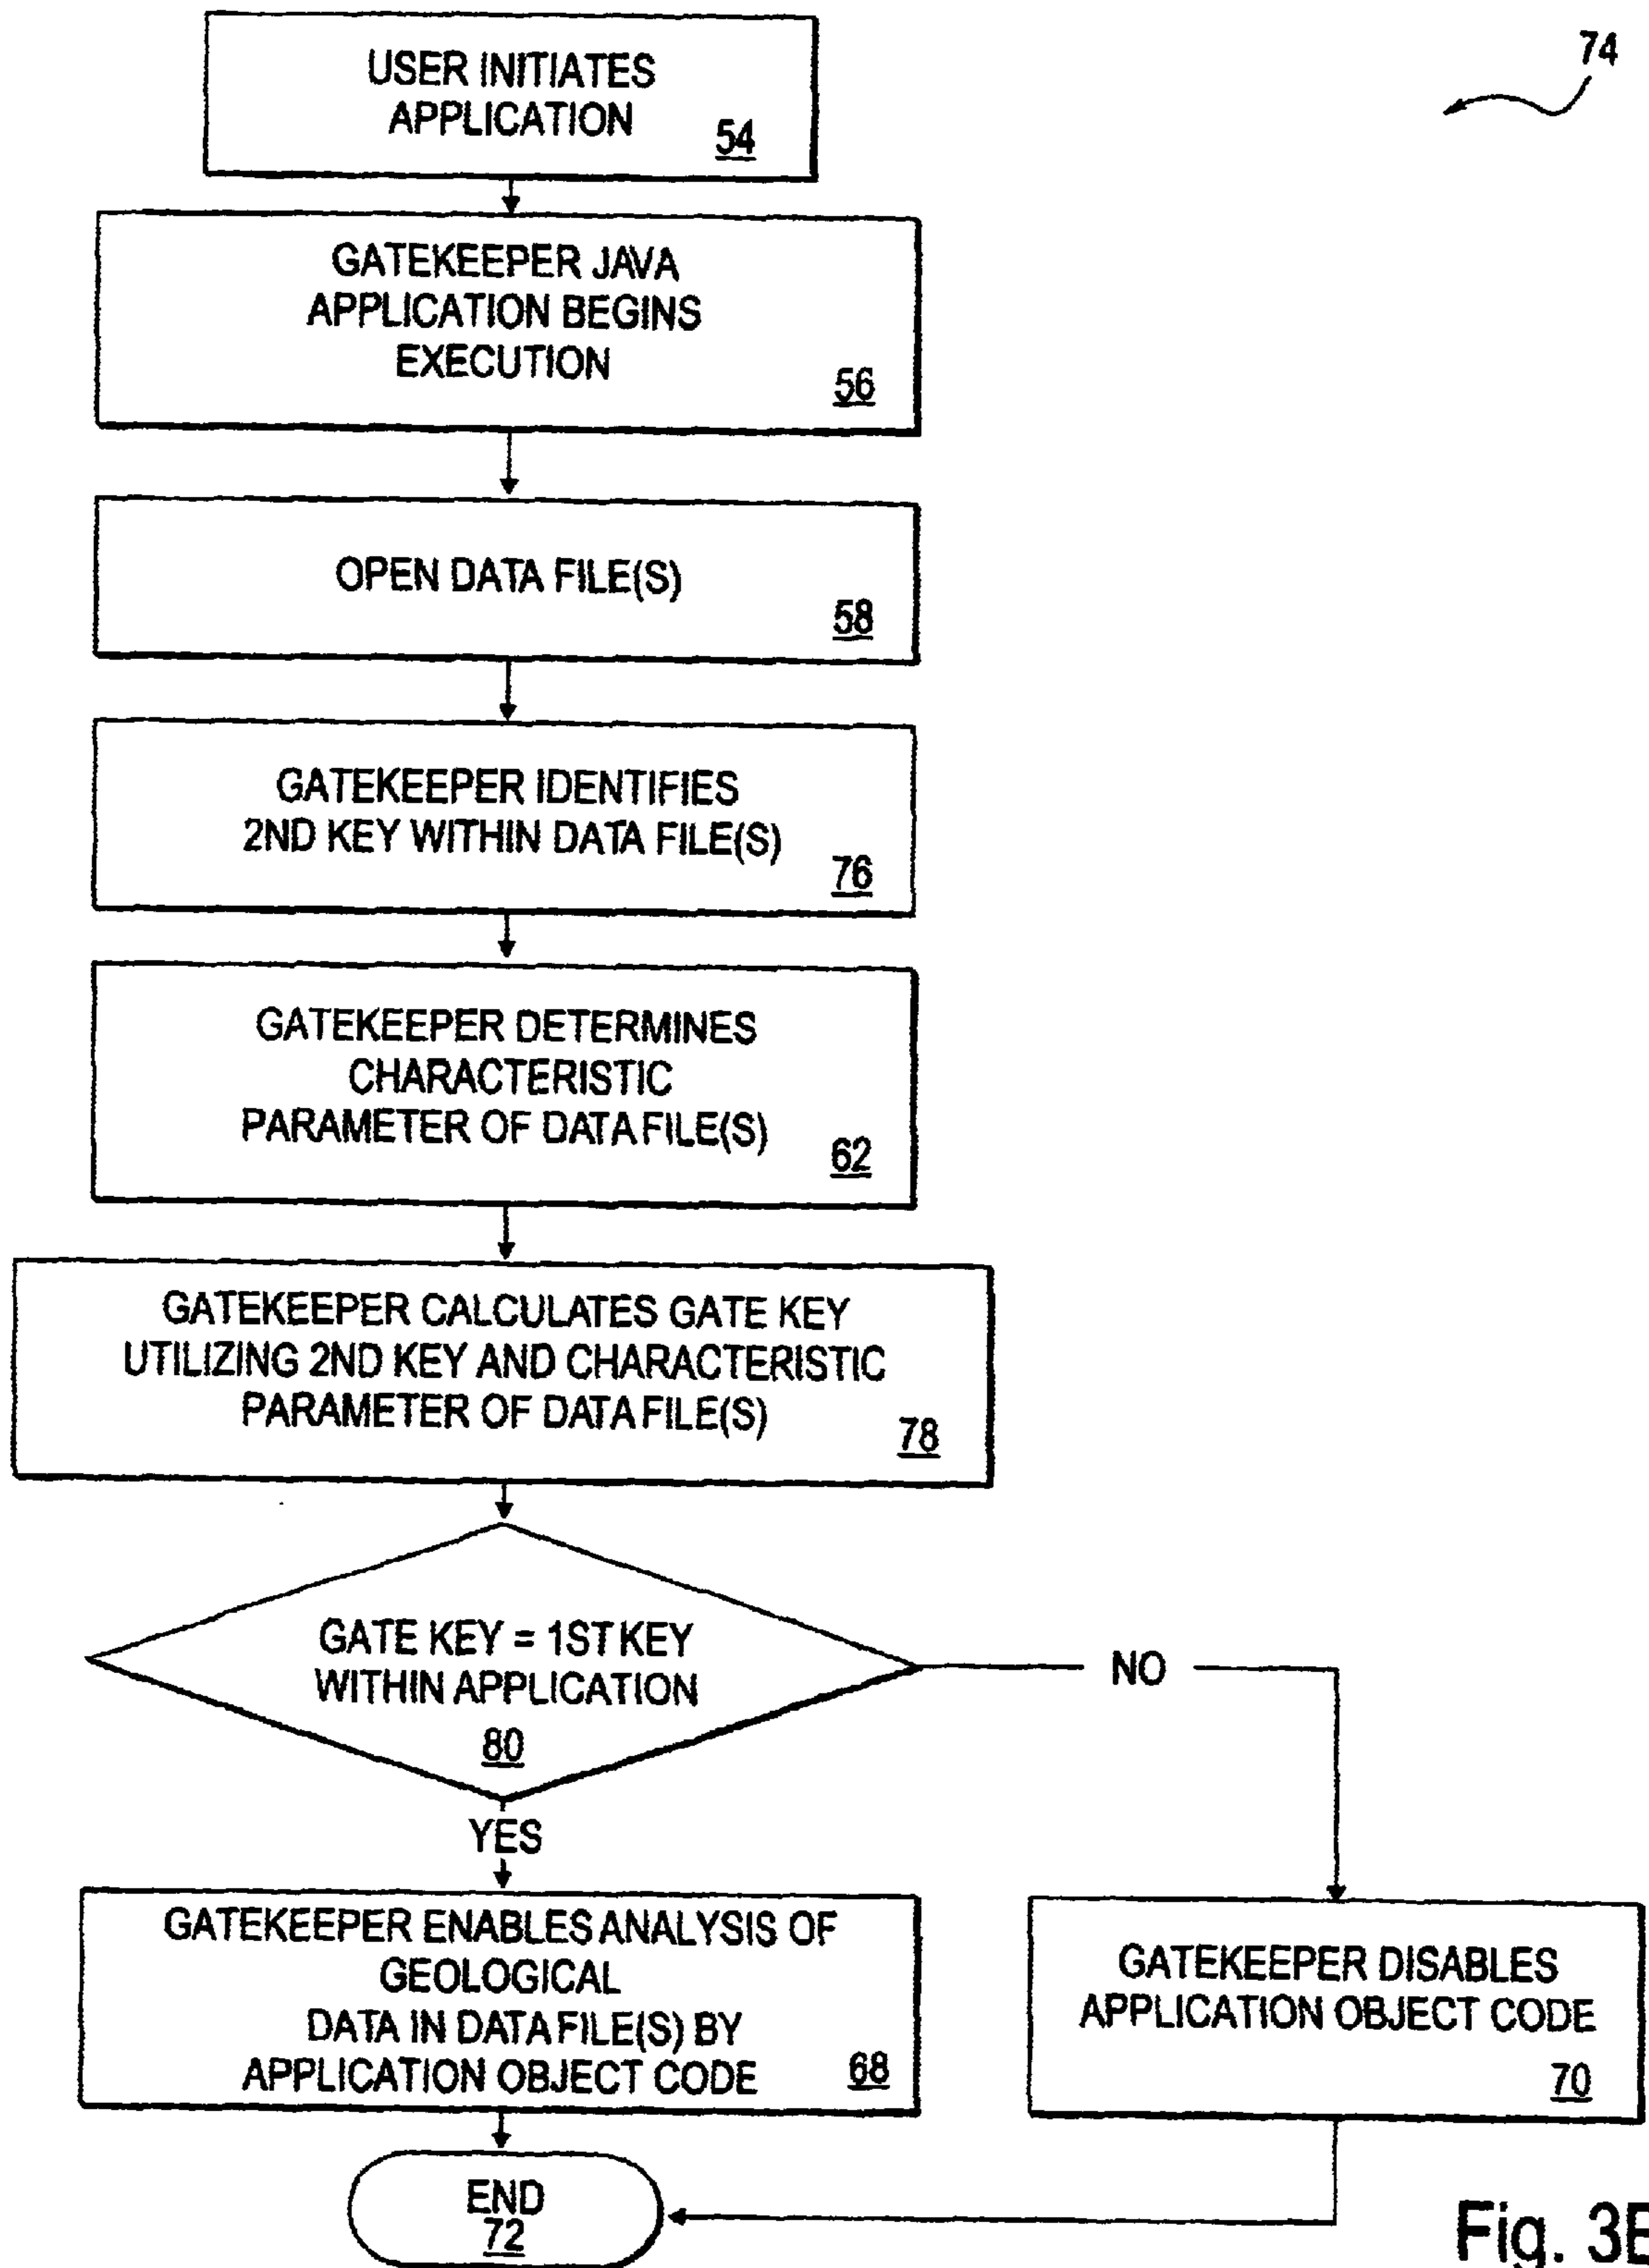 74
USER INITIATES
APPLICATION
54
GATEKEEPER JAVA
APPLICATION BEGINS
EXECUTION
56
OPEN DATA FILE(S)
58
GATEKEEPER IDENTIFIES
2ND KEY WITHIN DATA FILE(S)
76
GATEKEEPER DETERMINES
CHARACTERISTIC
PARAMETER OF DATA FILE(S)
62
GATEKEEPER CALCULATES GATE KEY
UTILIZING 2ND KEY AND CHARACTERISTIC
PARAMETER OF DATA FILE(S)
78
GATE KEY = 1ST KEY
WITHIN APPLICATION
80
NO
YES
GATEKEEPER ENABLES ANALYSIS OF
GEOLOGICAL
DATA IN DATA FILE(S) BY
APPLICATION OBJECT CODE
68
GATEKEEPER DISABLES
APPLICATION OBJECT CODE
70
END
72
Fig. 3B